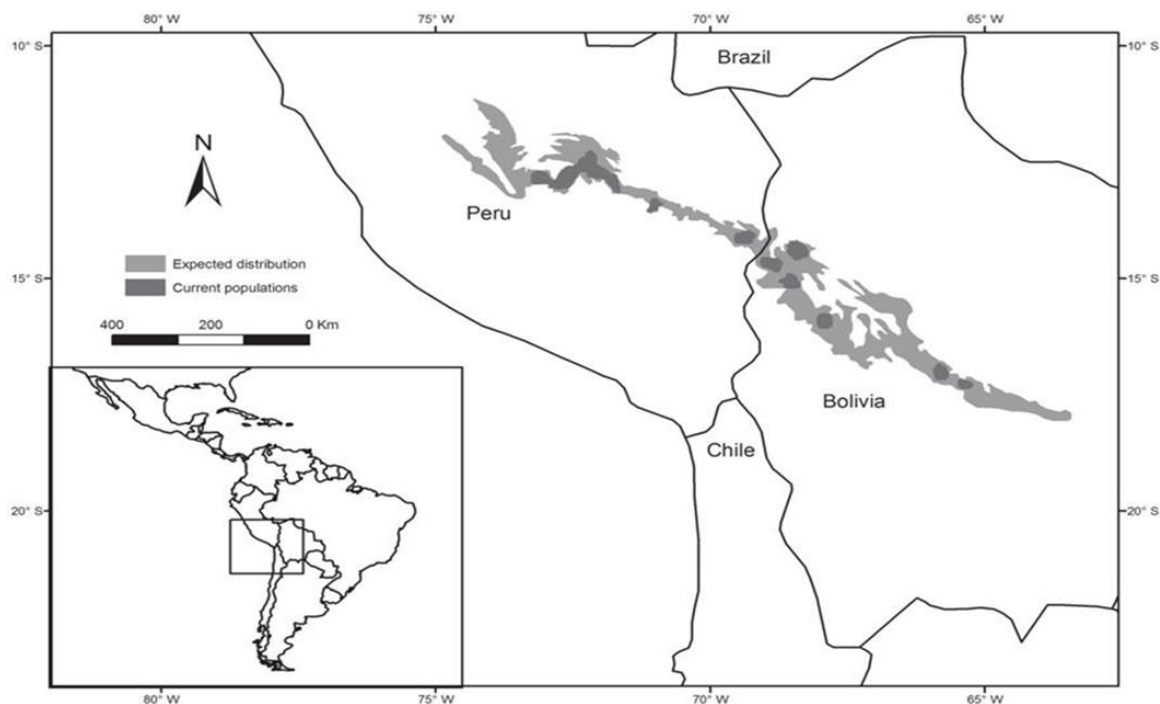 80° W 75° W 70° W 65° W
10° S 10° S
Brazil
N
Peru
Expected distribution
Current populations
15° S 15° S
400 200 0 Km
Bolivia
Chile
20° S 20° S
80° W 75° W 70° W 65° W